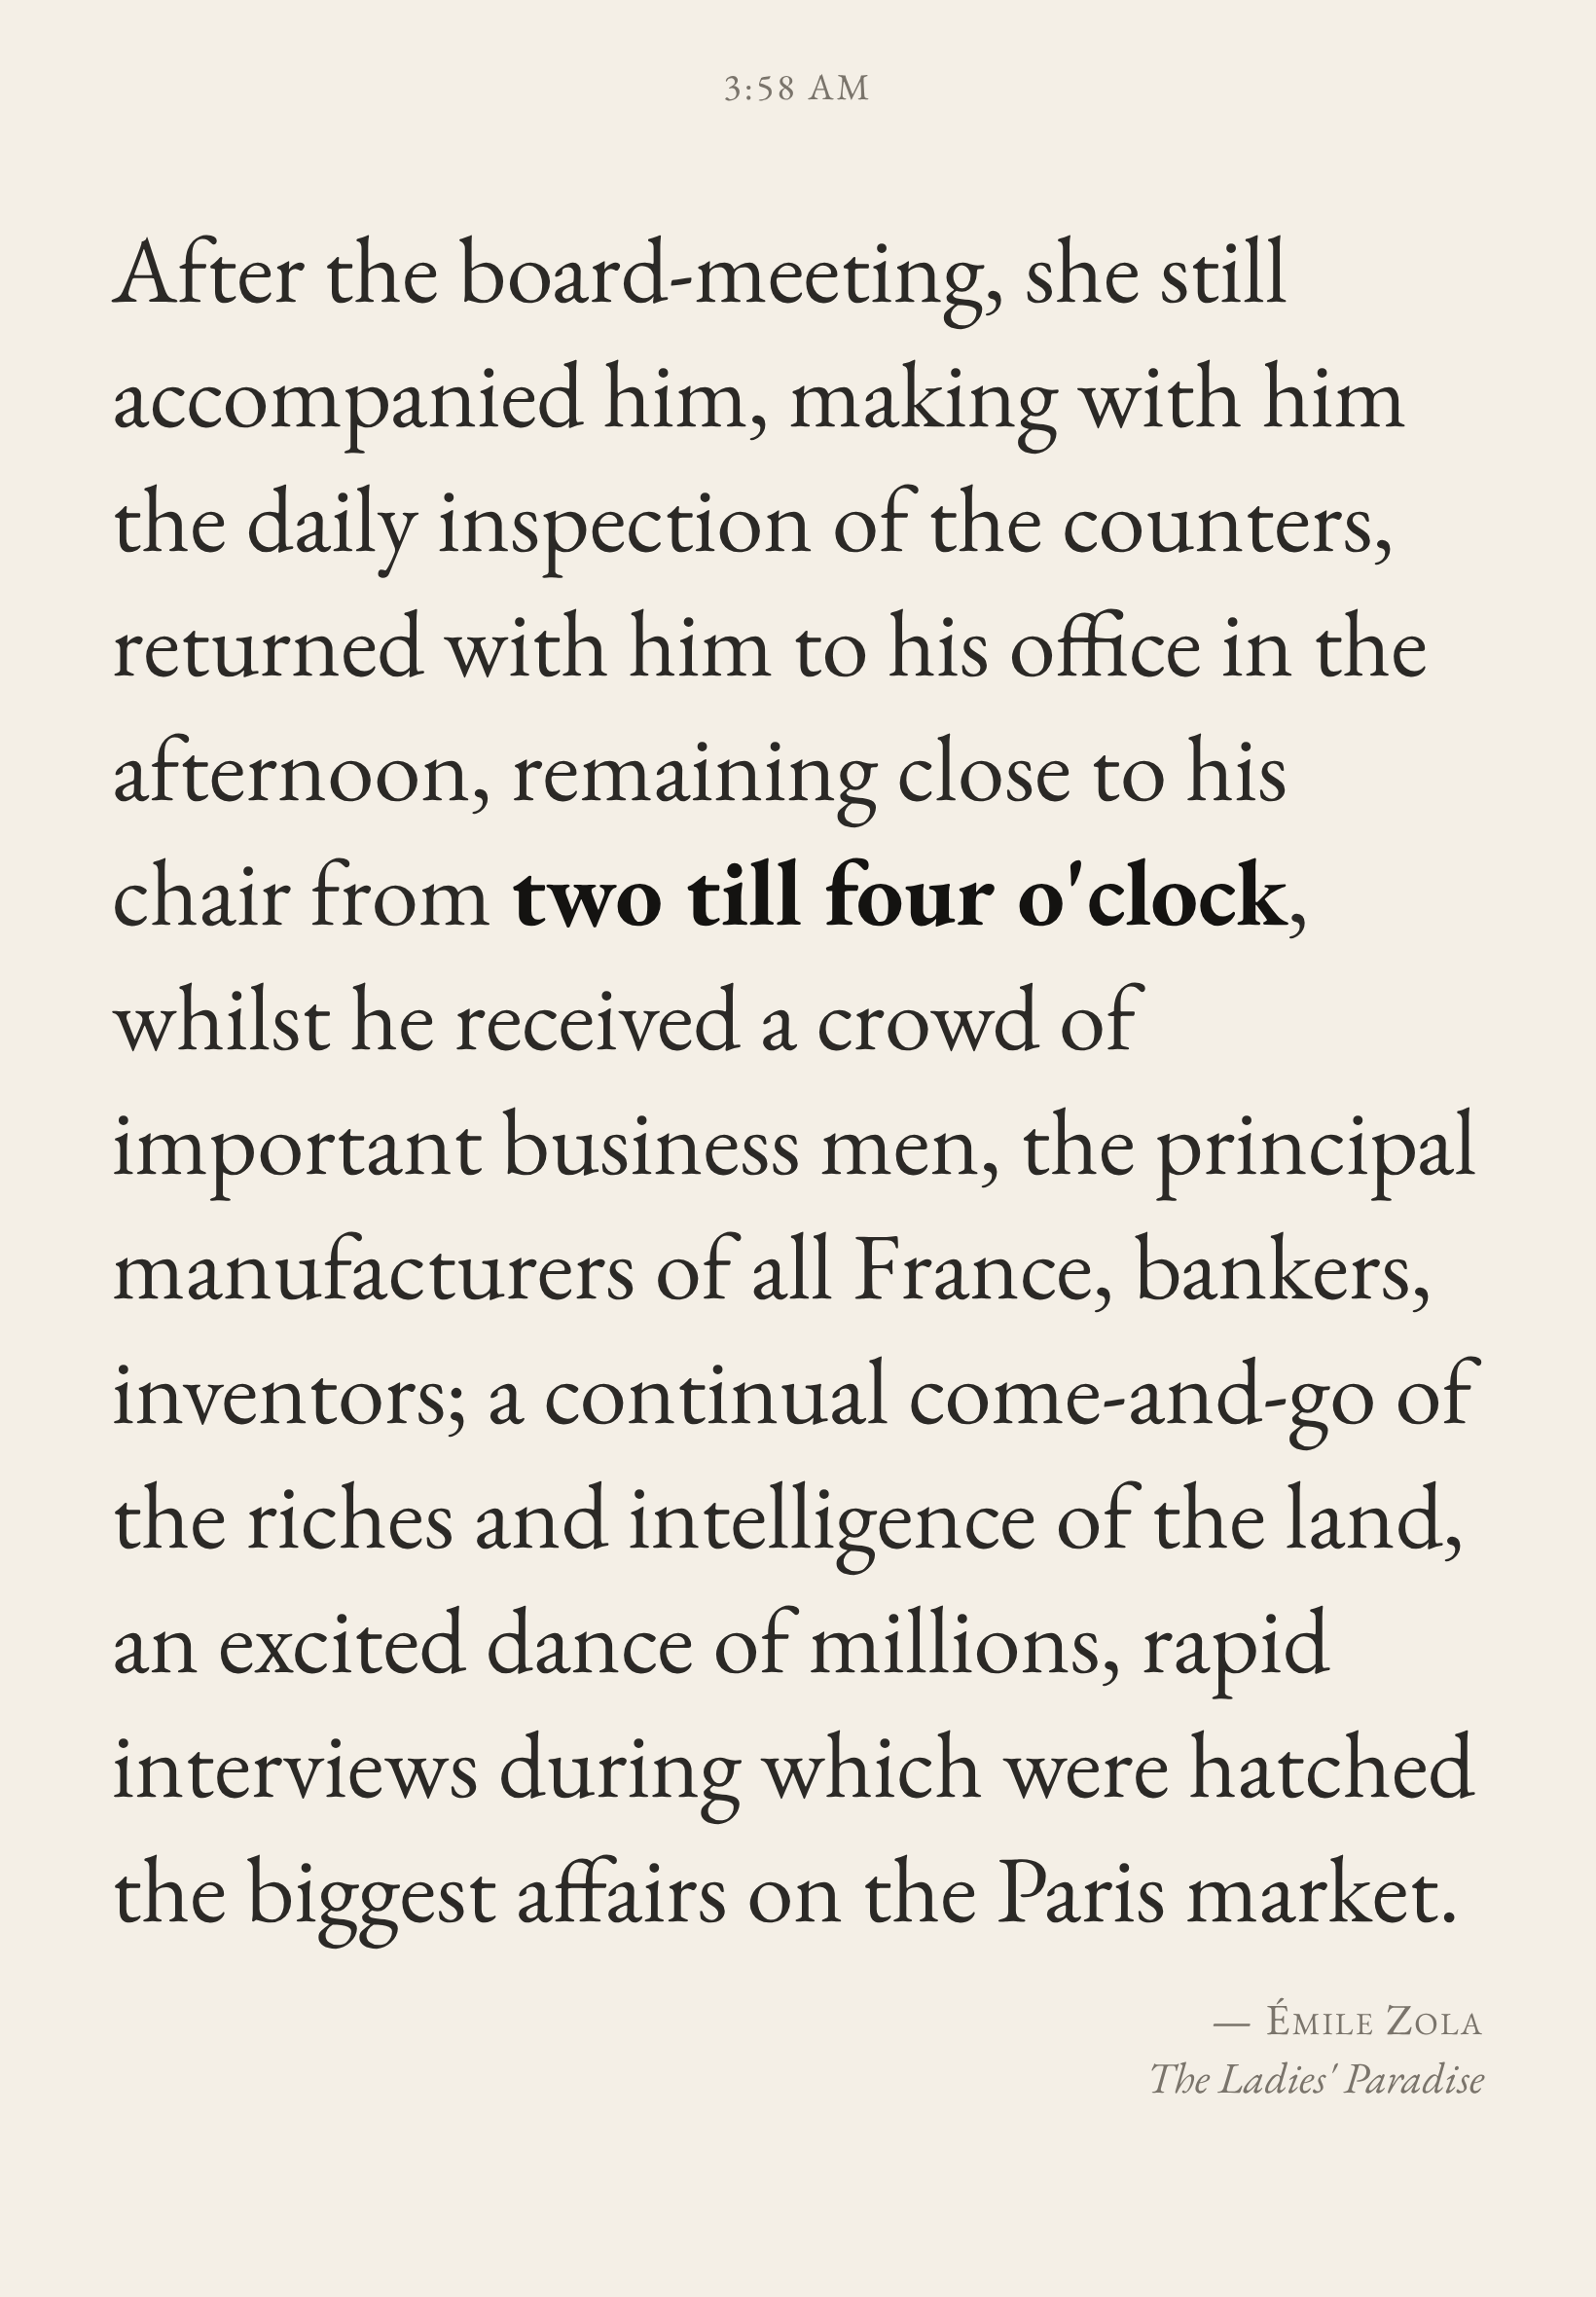 3:58 AM
After the board-meeting, she still
accompanied him, making with him
the daily inspection of the counters,
returned with him to his office in the
afternoon, remaining close to his
chair from two till four o'clock,
whilst he received a crowd of
important business men, the principal
manufacturers of all France, bankers,
inventors; a continual come-and-go of
the riches and intelligence of the land,
an excited dance of millions, rapid
interviews during which were hatched
the biggest affairs on the Paris market.
— Émile Zola
The Ladies' Paradise